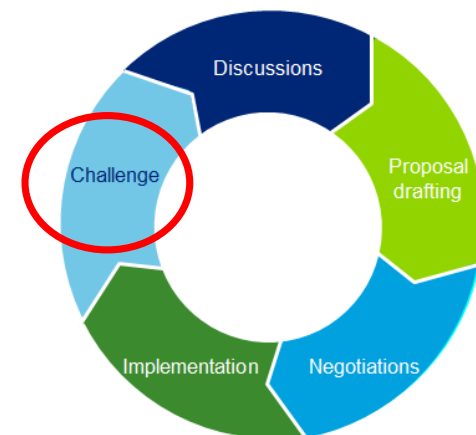 Discussions
Proposal
drafting
Negotiations
Implementation
Challenge